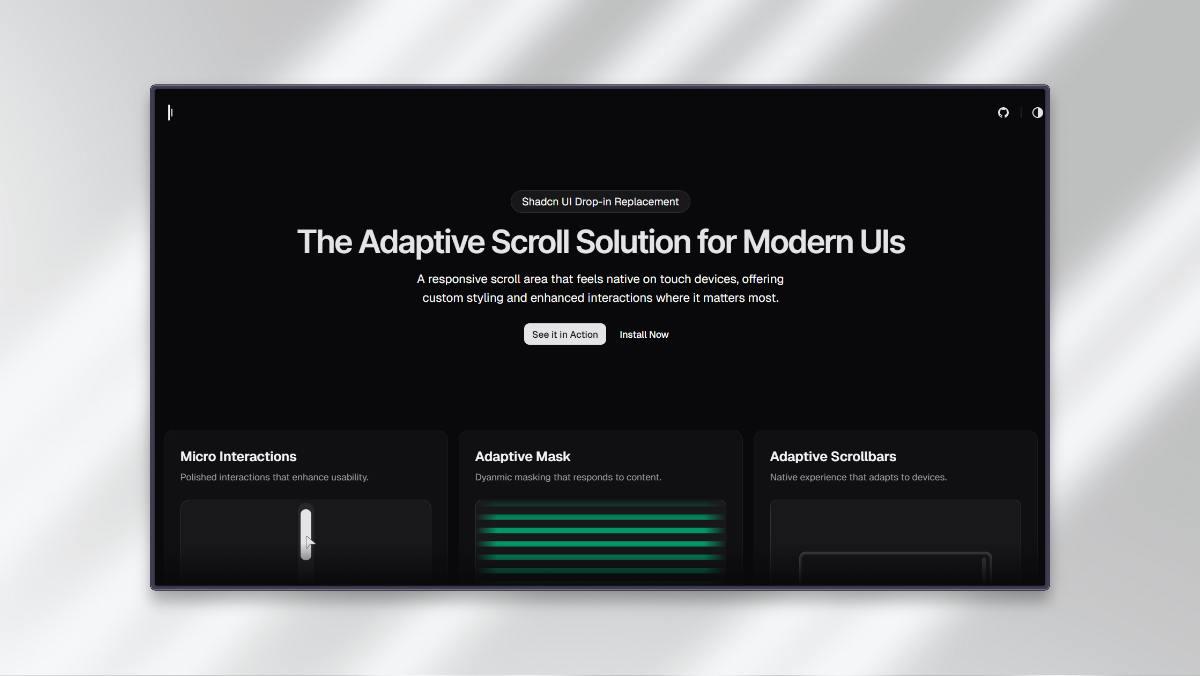 Shadcn UI Drop-in Replacement
The Adaptive Scroll Solution for Modern UIs
A responsive scroll area that feels native on touch devices, offering
custom styling and enhanced interactions where it matters most.
See it in Action
Install Now
Micro Interactions
Polished interactions that enhance usability.
Adaptive Mask
Dyanmic masking that responds to content.
Adaptive Scrollbars
Native experience that adapts to devices.